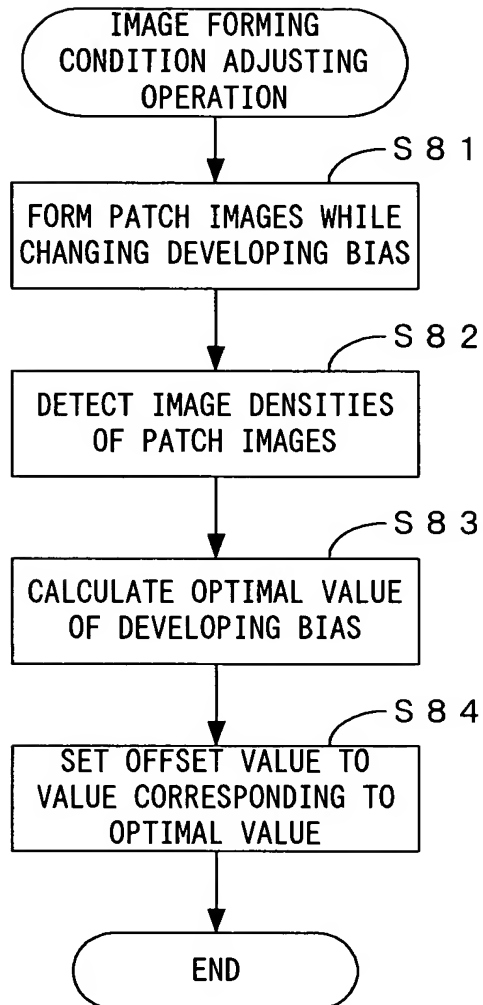 IMAGE FORMING
CONDITION ADJUSTING
OPERATION
S81
FORM PATCH IMAGES WHILE
CHANGING DEVELOPING BIAS
S82
DETECT IMAGE DENSITIES
OF PATCH IMAGES
S83
CALCULATE OPTIMAL VALUE
OF DEVELOPING BIAS
S84
SET OFFSET VALUE TO
VALUE CORRESPONDING TO
OPTIMAL VALUE
END